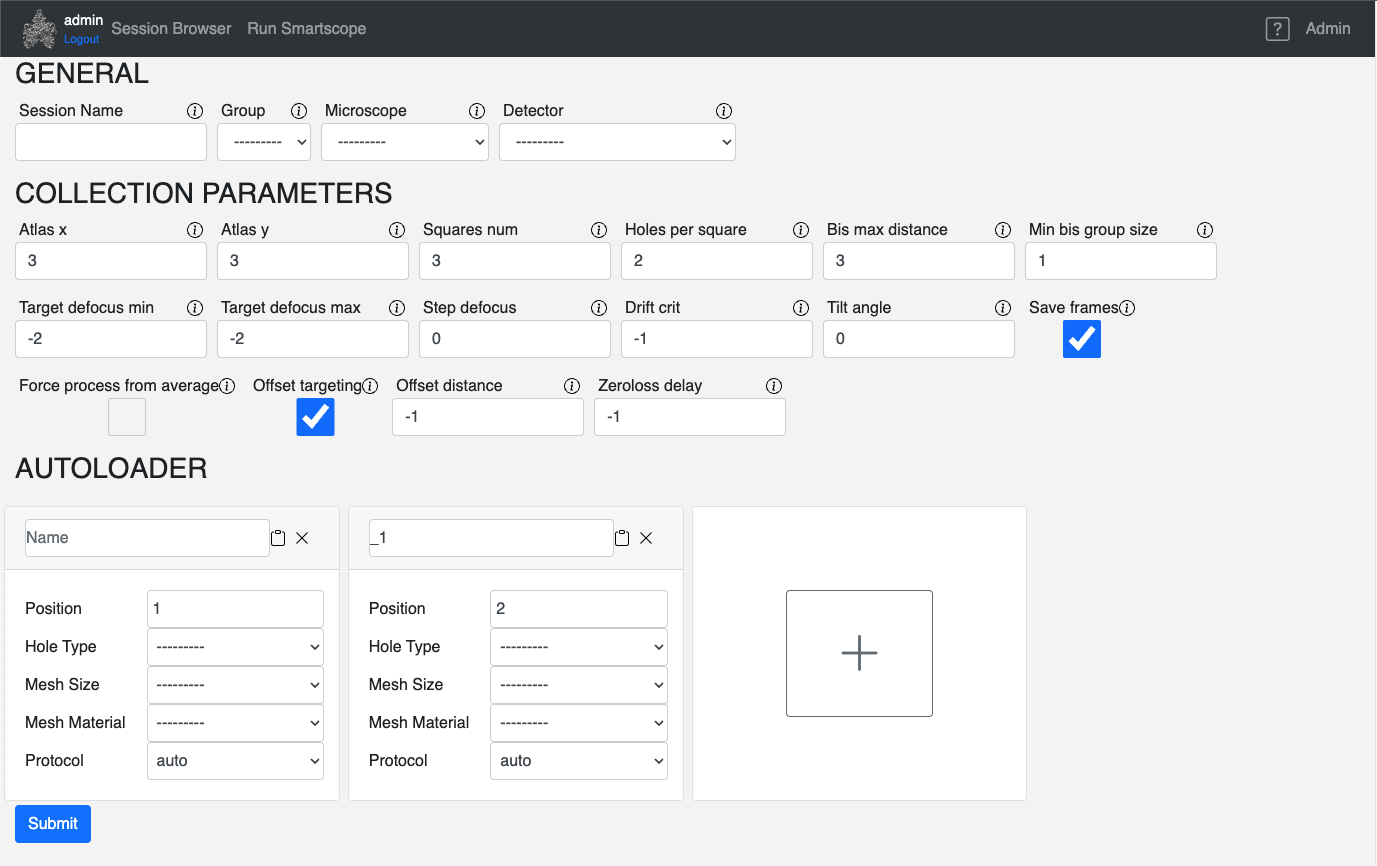 admin
Logout
Session Browser Run Smartscope
? Admin
GENERAL
Session Name i Group i Microscope i Detector i
--------- --------- ---------
COLLECTION PARAMETERS
Atlas x i Atlas y i Squares num i Holes per square i Bis max distance i Min bis group size i
3 3 3 2 3 1
Target defocus min i Target defocus max i Step defocus i Drift crit i Tilt angle i Save frames i
-2 -2 0 -1 0
Force process from average i Offset targeting i Offset distance i Zeroloss delay i
-1 -1
AUTOLOADER
Name _1
Position 1 Position 2
Hole Type --------- Hole Type ---------
Mesh Size --------- Mesh Size ---------
Mesh Material --------- Mesh Material ---------
Protocol auto Protocol auto
Submit